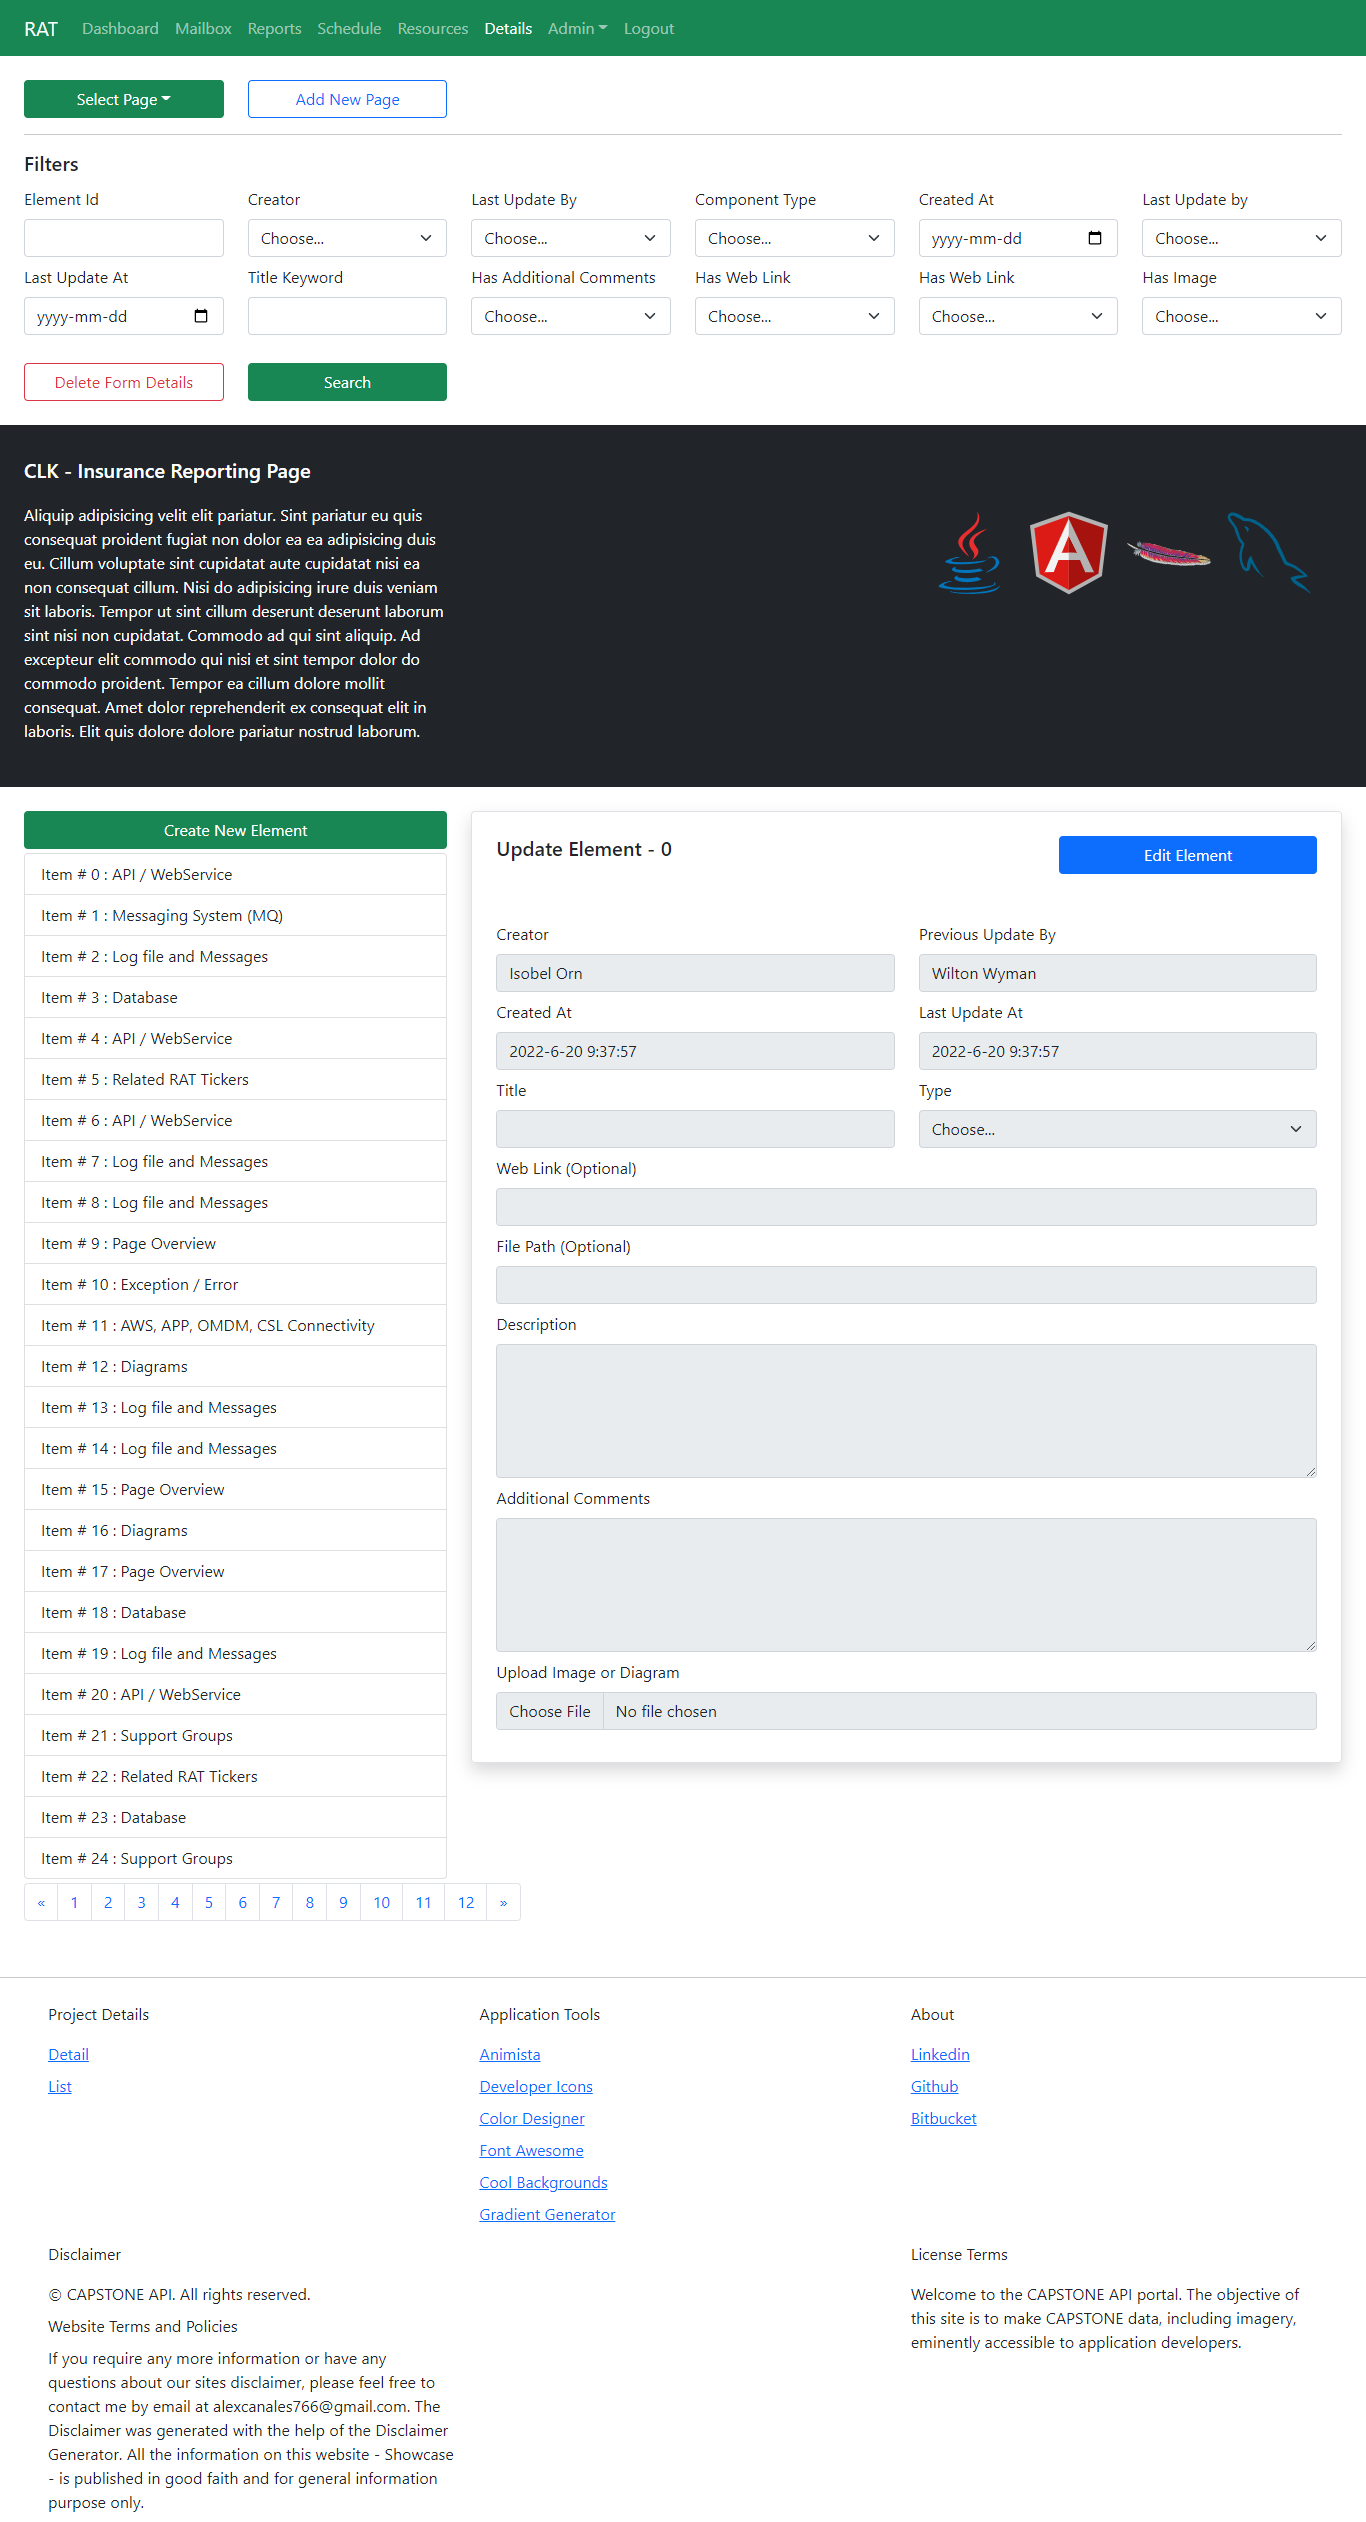 RAT Dashboard Mailbox Reports Schedule Resources Details Admin Logout
Select Page Add New Page
Filters
Element Id Creator Last Update By Component Type Created At Last Update by
Choose... Choose... Choose... yyyy-mm-dd Choose...
Last Update At Title Keyword Has Additional Comments Has Web Link Has Web Link Has Image
yyyy-mm-dd Choose... Choose... Choose... Choose...
Delete Form Details Search
CLK - Insurance Reporting Page
Aliquip adipisicing velit elit pariatur. Sint pariatur eu quis
consequat proident fugiat non dolor ea ea adipisicing duis
eu. Cillum voluptate sint cupidatat aute cupidatat nisi ea
non consequat cillum. Nisi do adipisicing irure duis veniam
sit laboris. Tempor ut sint cillum deserunt deserunt laborum
sint nisi non cupidatat. Commodo ad qui sint aliquip. Ad
excepteur elit commodo qui nisi et sint tempor dolor do
commodo proident. Tempor ea cillum dolore mollit
consequat. Amet dolor reprehenderit ex consequat elit in
laboris. Elit quis dolore dolore pariatur nostrud laborum.
A
Create New Element
Item # 0 : API / WebService
Item # 1 : Messaging System (MQ)
Item # 2 : Log file and Messages
Item # 3 : Database
Item # 4 : API / WebService
Item # 5 : Related RAT Tickers
Item # 6 : API / WebService
Item # 7 : Log file and Messages
Item # 8 : Log file and Messages
Item # 9 : Page Overview
Item # 10 : Exception / Error
Item # 11 : AWS, APP, OMDM, CSL Connectivity
Item # 12 : Diagrams
Item # 13 : Log file and Messages
Item # 14 : Log file and Messages
Item # 15 : Page Overview
Item # 16 : Diagrams
Item # 17 : Page Overview
Item # 18 : Database
Item # 19 : Log file and Messages
Item # 20 : API / WebService
Item # 21 : Support Groups
Item # 22 : Related RAT Tickers
Item # 23 : Database
Item # 24 : Support Groups
« 1 2 3 4 5 6 7 8 9 10 11 12 »
Update Element - 0 Edit Element
Creator Previous Update By
Isobel Orn Wilton Wyman
Created At Last Update At
2022-6-20 9:37:57 2022-6-20 9:37:57
Title Type
Choose...
Web Link (Optional)
File Path (Optional)
Description
Additional Comments
Upload Image or Diagram
Choose File No file chosen
Project Details
Detail
List
Application Tools
Animista
Developer Icons
Color Designer
Font Awesome
Cool Backgrounds
Gradient Generator
About
Linkedin
Github
Bitbucket
Disclaimer
© CAPSTONE API. All rights reserved.
Website Terms and Policies
If you require any more information or have any
questions about our sites disclaimer, please feel free to
contact me by email at alexcanales766@gmail.com. The
Disclaimer was generated with the help of the Disclaimer
Generator. All the information on this website - Showcase
- is published in good faith and for general information
purpose only.
License Terms
Welcome to the CAPSTONE API portal. The objective of
this site is to make CAPSTONE data, including imagery,
eminently accessible to application developers.